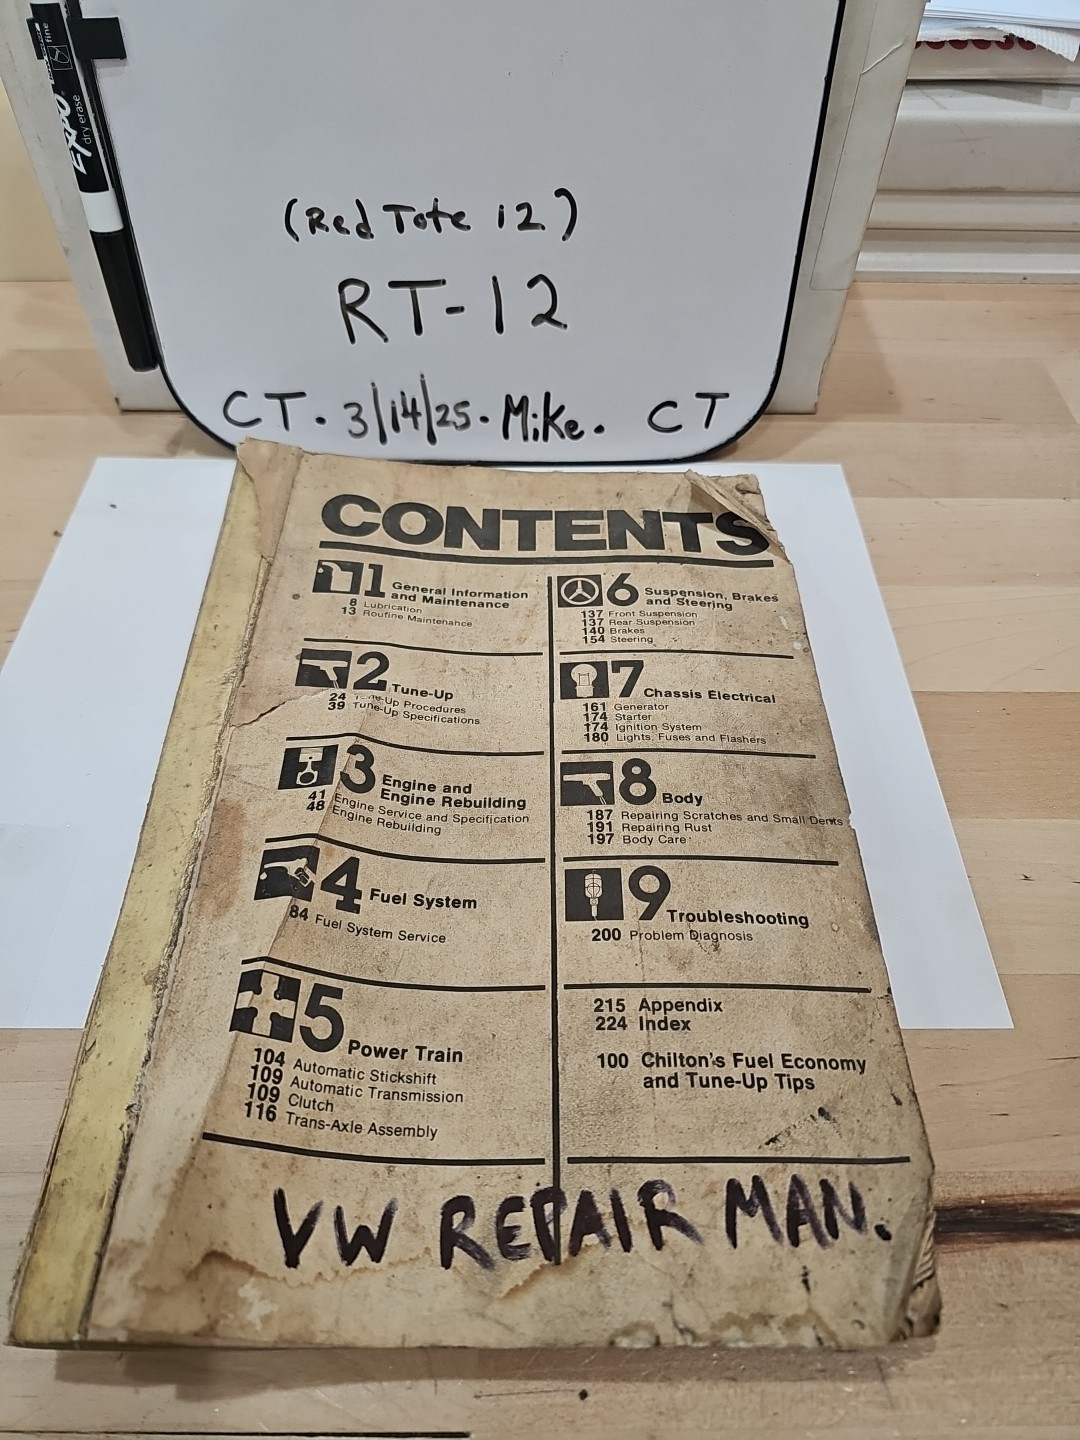 EXPO
dry erase
fine
(Red Tote 12)
RT-12
CT. 3/14/25. Mike. CT
CONTENTS
1 General Information
and Maintenance
8 Lubrication
13 Routine Maintenance
2 Tune-Up
24 Tune-Up Procedures
39 Tune-Up Specifications
3 Engine and
Engine Rebuilding
41 Engine Service and Specification
48 Engine Rebuilding
4 Fuel System
84 Fuel System Service
5 Power Train
104 Automatic Stickshift
109 Automatic Transmission
109 Clutch
116 Trans-Axle Assembly
6 Suspension, Brakes
and Steering
137 Front Suspension
137 Rear Suspension
140 Brakes
154 Steering
7 Chassis Electrical
161 Generator
174 Starter
174 Ignition System
180 Lights, Fuses and Flashers
8 Body
187 Repairing Scratches and Small Dents
191 Repairing Rust
197 Body Care
9 Troubleshooting
200 Problem Diagnosis
215 Appendix
224 Index
100 Chilton's Fuel Economy
and Tune-Up Tips
VW REPAIR MAN.